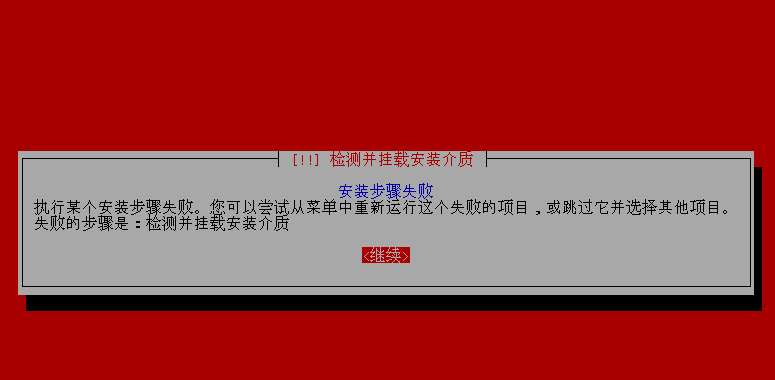 [!!] 检测并挂载安装介质
安装步骤失败
执行某个安装步骤失败。您可以尝试从菜单中重新运行这个失败的项目，或跳过它并选择其他项目。
失败的步骤是：检测并挂载安装介质
<继续>